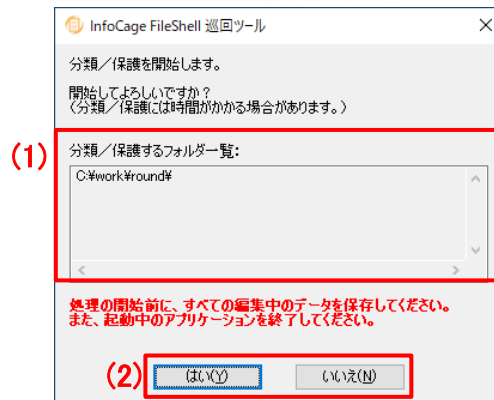 InfoCage FileShell 巡回ツール
分類／保護を開始します。
開始してよろしいですか？
（分類／保護には時間がかかる場合があります。）
(1)
分類／保護するフォルダー覧：
C:¥work¥round¥
処理の開始前に、すべての編集中のデータを保存してください。
また、起動中のアプリケーションを終了してください。
(2)
はい(Y)
いいえ(N)